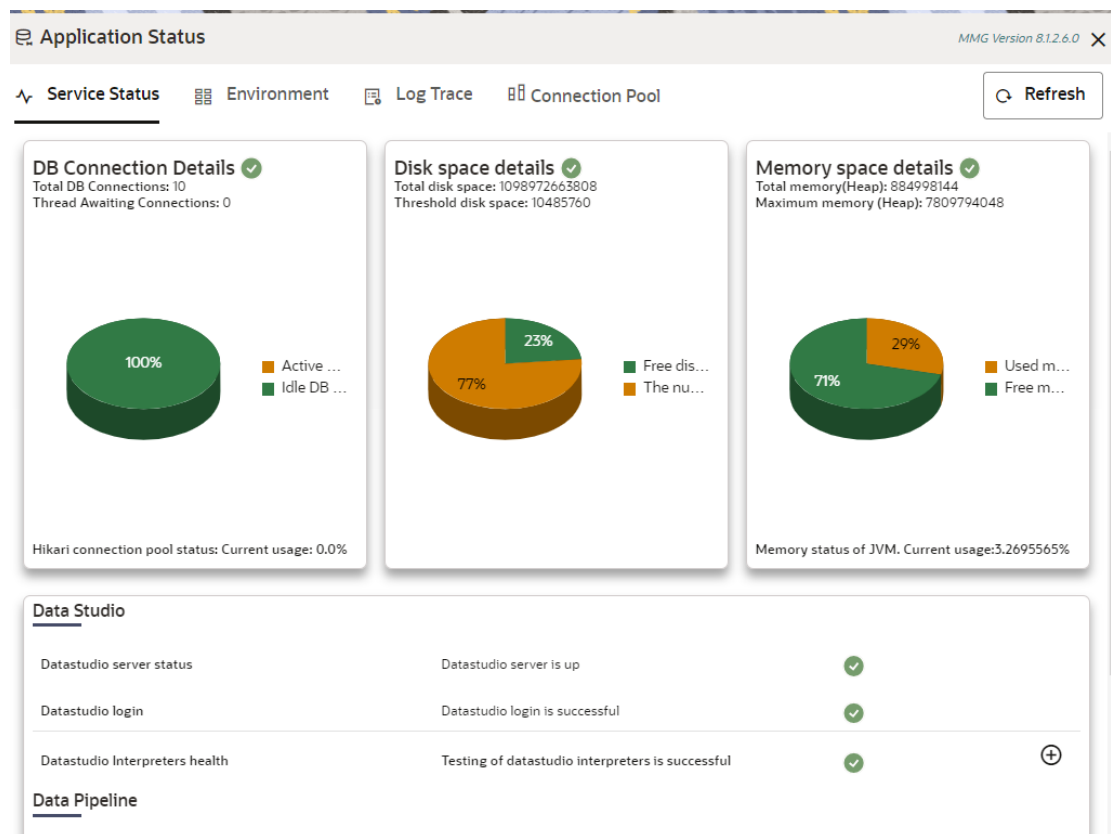 Application Status
MMG Version 8.1.2.6.0
Service Status
Environment
Log Trace
Connection Pool
Refresh
DB Connection Details
Total DB Connections: 10
Thread Awaiting Connections: 0
100%
Active ...
Idle DB ...
Hikari connection pool status: Current usage: 0.0%
Disk space details
Total disk space: 1098972663808
Threshold disk space: 10485760
23%
77%
Free dis...
The nu...
Memory space details
Total memory(Heap): 884998144
Maximum memory (Heap): 7809794048
29%
71%
Used m...
Free m...
Memory status of JVM. Current usage:3.2695565%
Data Studio
Datastudio server status Datastudio server is up
Datastudio login Datastudio login is successful
Datastudio Interpreters health Testing of datastudio interpreters is successful
Data Pipeline